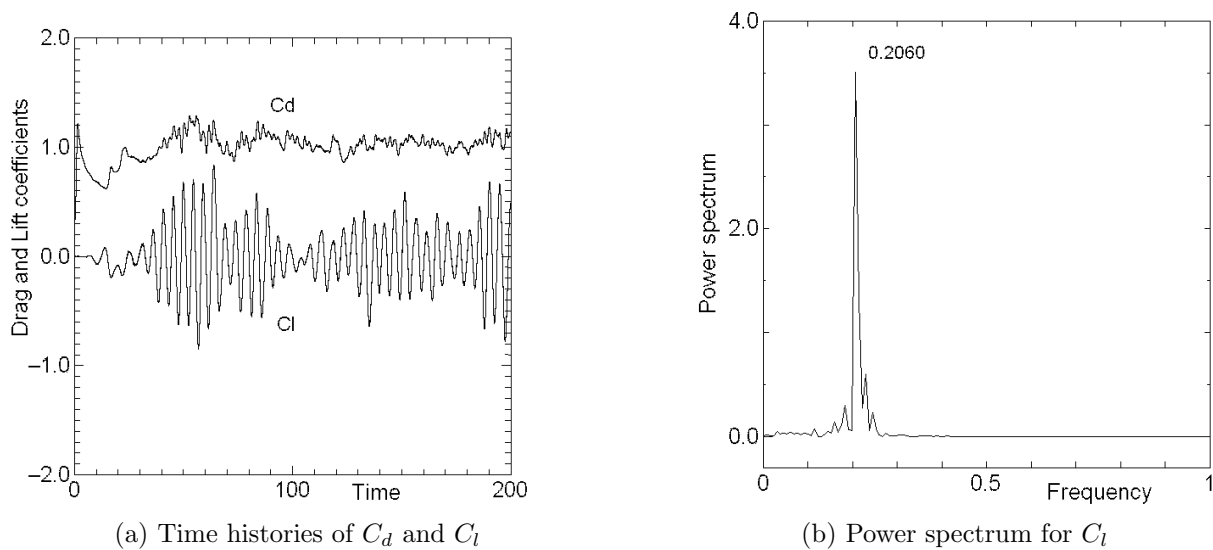 2.0
1.0
0.0
–1.0
–2.0
Drag and Lift coefficients
Cd
Cl
0
100
200
Time
(a) Time histories of C_d and C_l
4.0
2.0
0.0
Power spectrum
0.2060
0
0.5
1
Frequency
(b) Power spectrum for C_l